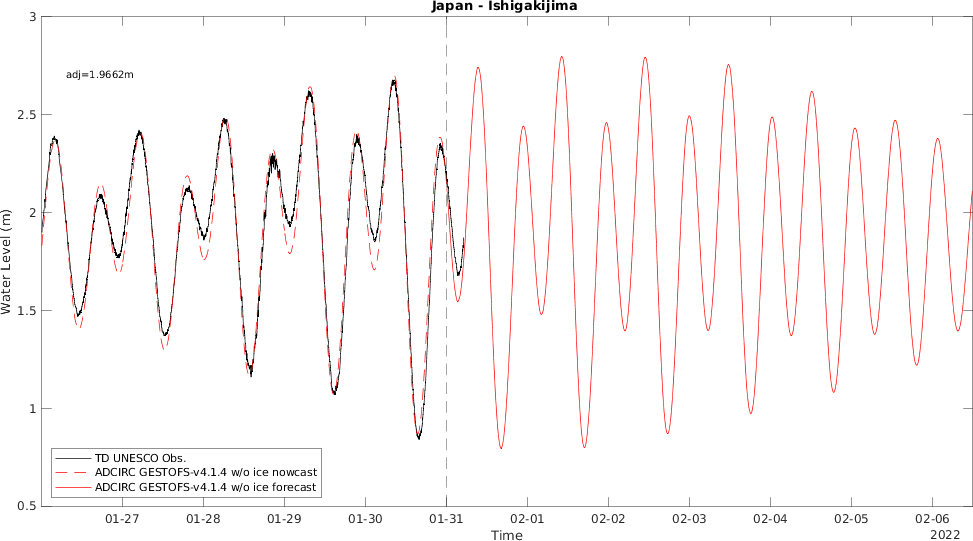 Japan - Ishigakijima
adj=1.9662m
3
2.5
2
1.5
1
0.5
Water Level (m)
TD UNESCO Obs.
ADCIRC GESTOFS-v4.1.4 w/o ice nowcast
ADCIRC GESTOFS-v4.1.4 w/o ice forecast
01-27 01-28 01-29 01-30 01-31 02-01 02-02 02-03 02-04 02-05 02-06
Time
2022